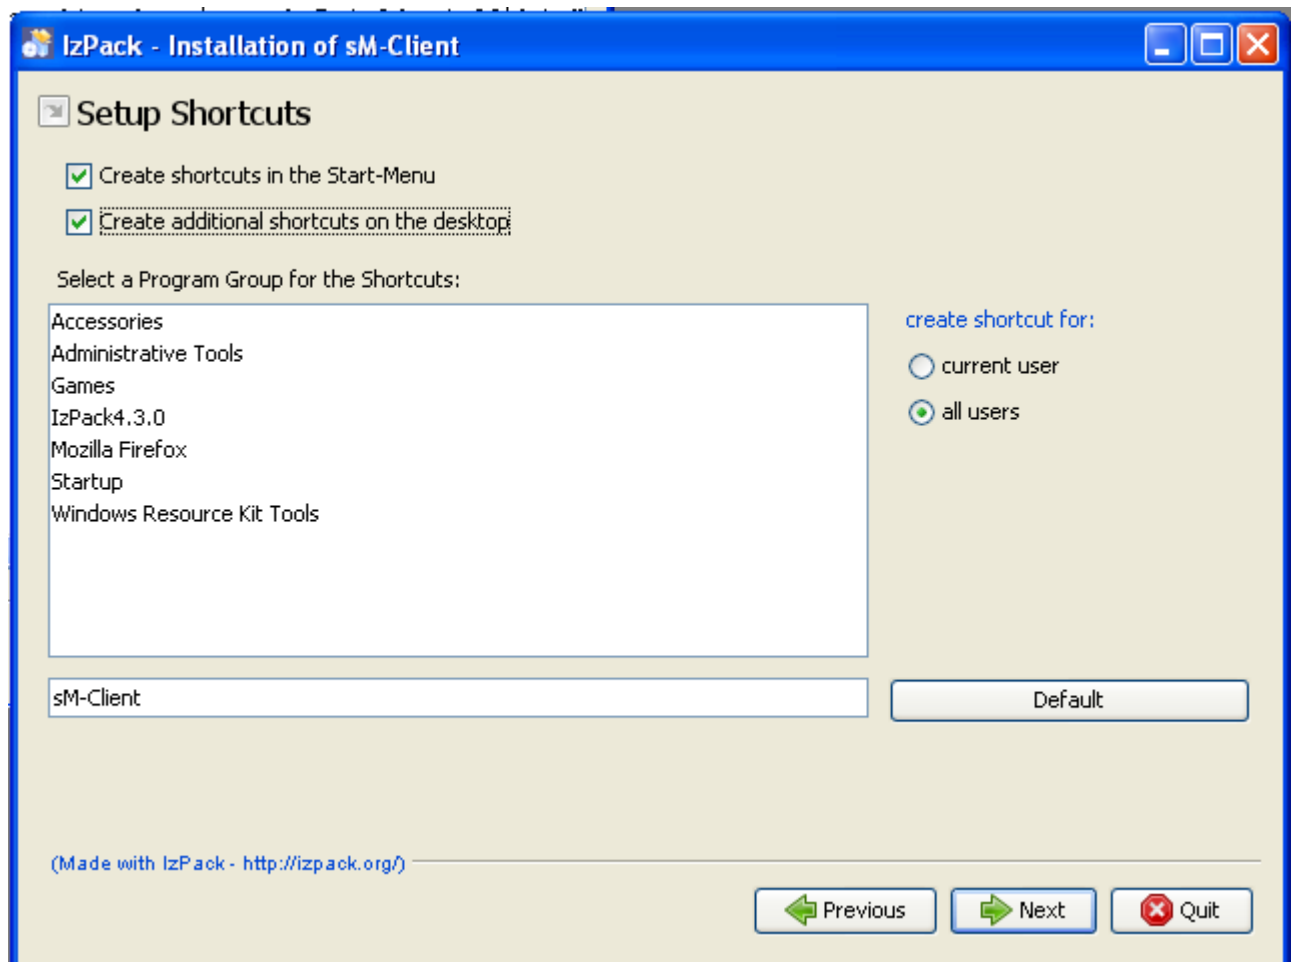 IzPack - Installation of sM-Client
Setup Shortcuts
Create shortcuts in the Start-Menu
Create additional shortcuts on the desktop
Select a Program Group for the Shortcuts:
Accessories
Administrative Tools
Games
IzPack4.3.0
Mozilla Firefox
Startup
Windows Resource Kit Tools
create shortcut for:
current user
all users
sM-Client
Default
(Made with IzPack - http://izpack.org/)
Previous
Next
Quit